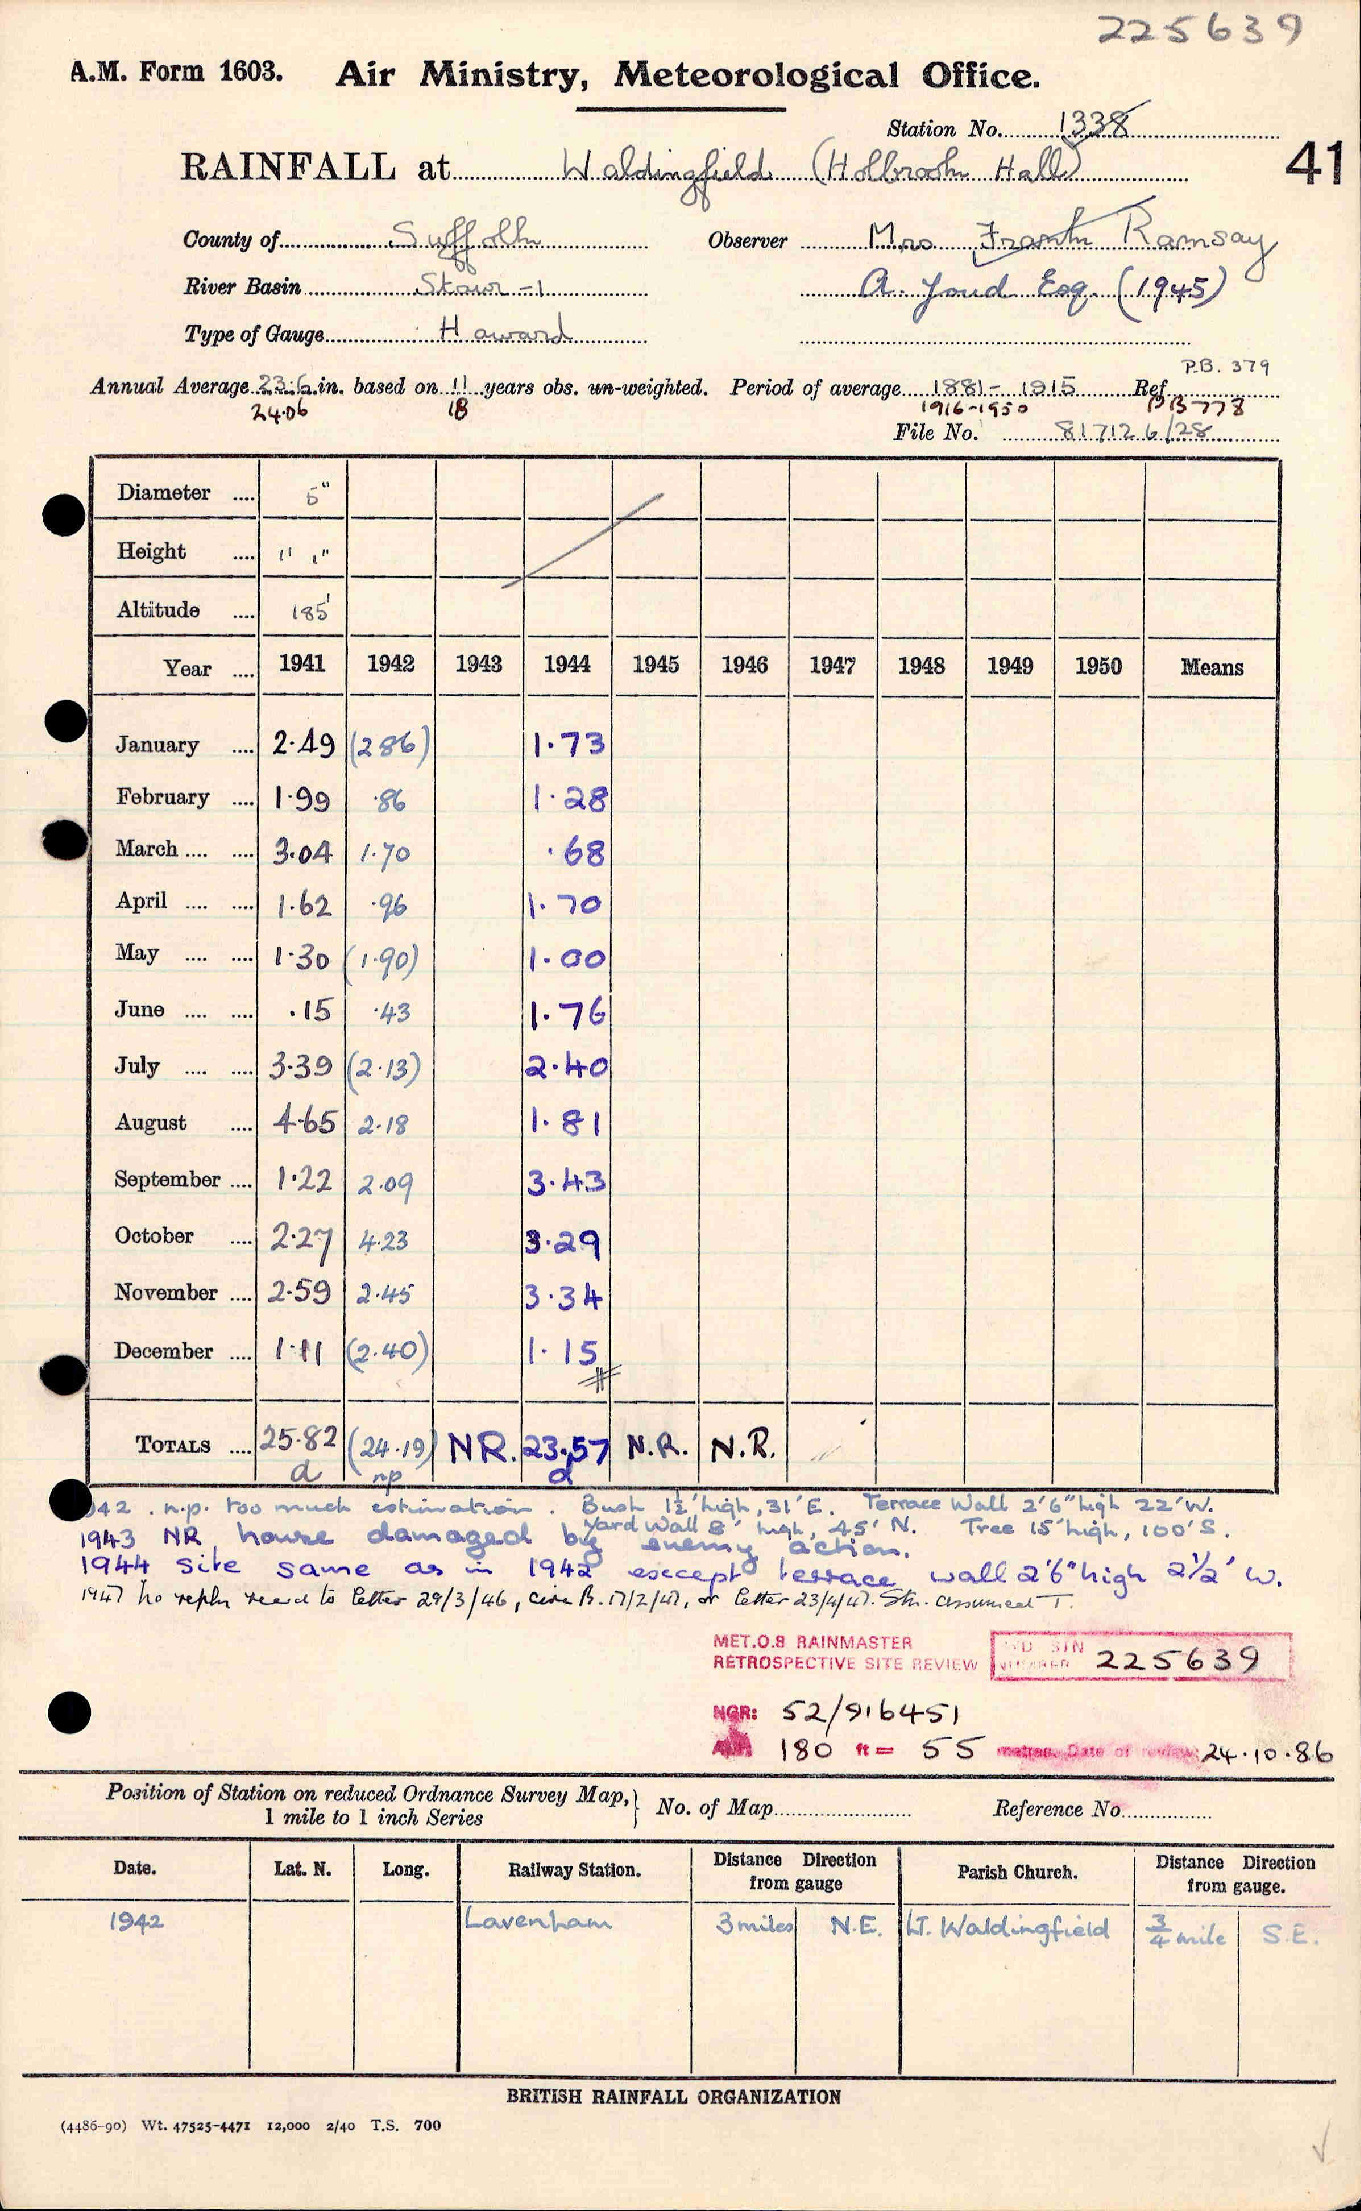 225639
A.M. Form 1603. Air Ministry, Meteorological Office.
Station No. 1338
41
RAINFALL at Waldingfield (Holbrook Hall)
County of Suffolk Observer Mrs Frank Ramsay
River Basin Stour -1 A. Joud Esq. (1945)
Type of Gauge Howard
P.B. 379
Annual Average 23.6 in. based on 11 years obs. un-weighted. Period of average 1881 - 1915 Ref.
24.06 18 1916-1950 PB 778
File No. 817126/28
Diameter .... 5"
Height .... 1' 1"
Altitude .... 185'
Year .... 1941 1942 1943 1944 1945 1946 1947 1948 1949 1950 Means
January .... 2.49 (2 86) 1.73
February .... 1.99 .86 1.28
March .... .... 3.04 1.70 .68
April .... .... 1.62 .96 1.70
May .... .... 1.30 (1.90) 1.00
June .... .... .15 .43 1.76
July .... .... 3.39 (2.13) 2.40
August .... 4.65 2.18 1.81
September .... 1.22 2.09 3.43
October .... 2.27 4.23 3.29
November .... 2.59 2.45 3.34
December .... 1.11 (2.40) 1.15
TOTALS .... 25.82 (24.19) NR. 23.57 N.R. N.R.
d np d
942 . n.p. too much estimation . Bush 1½' high, 31' E. Terrace Wall 2'6" high 22' W.
Yard Wall 8' high, 45' N. Tree 15' high, 100' S.
1943 NR house damaged by enemy action.
1944 Site same as in 1942 except terrace wall 2'6" high 2½' W.
1947 No reply recd to letter 29/3/46, circ B. 17/2/47, or letter 23/4/47. Stn. assumed T.
MET.O.8 RAINMASTER
RETROSPECTIVE SITE REVIEW 225639
NGR: 52/916451
180 ft = 55 metres. Date of review: 24.10.86
Position of Station on reduced Ordnance Survey Map,
1 mile to 1 inch Series
No. of Map Reference No.
Date. Lat. N. Long. Railway Station. Distance Direction from gauge Parish Church. Distance Direction from gauge.
1942 Lavenham 3 miles N.E. Lt. Waldingfield ¾ mile S.E.
BRITISH RAINFALL ORGANIZATION
(4486-90) Wt. 47525-4471 12,000 2/40 T.S. 700